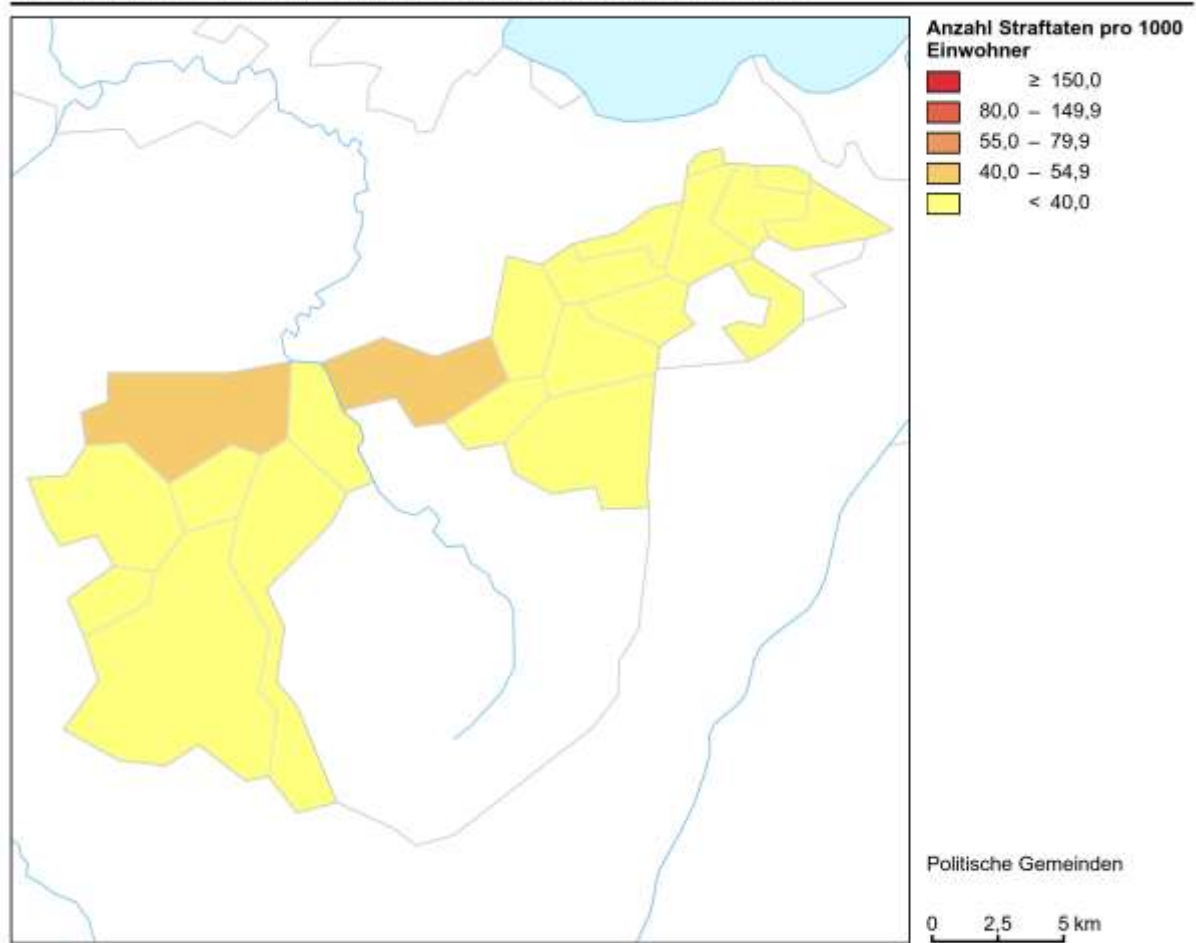 Anzahl Straftaten pro 1000
Einwohner
≥ 150,0
80,0 – 149,9
55,0 – 79,9
40,0 – 54,9
< 40,0
Politische Gemeinden
0 2,5 5 km